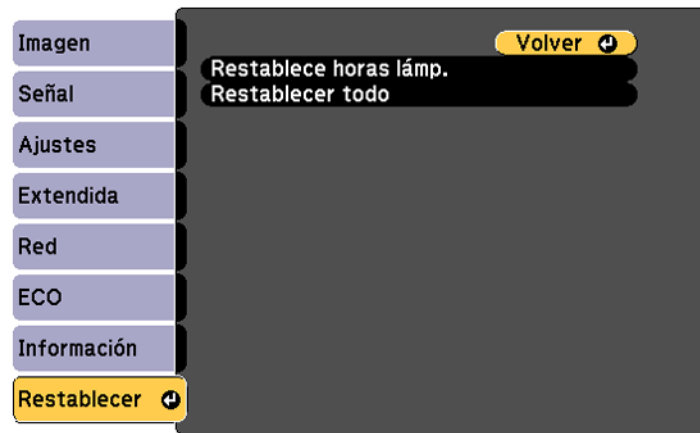 Imagen
Señal
Ajustes
Extendida
Red
ECO
Información
Restablecer
Volver
Restablece horas lámp.
Restablecer todo